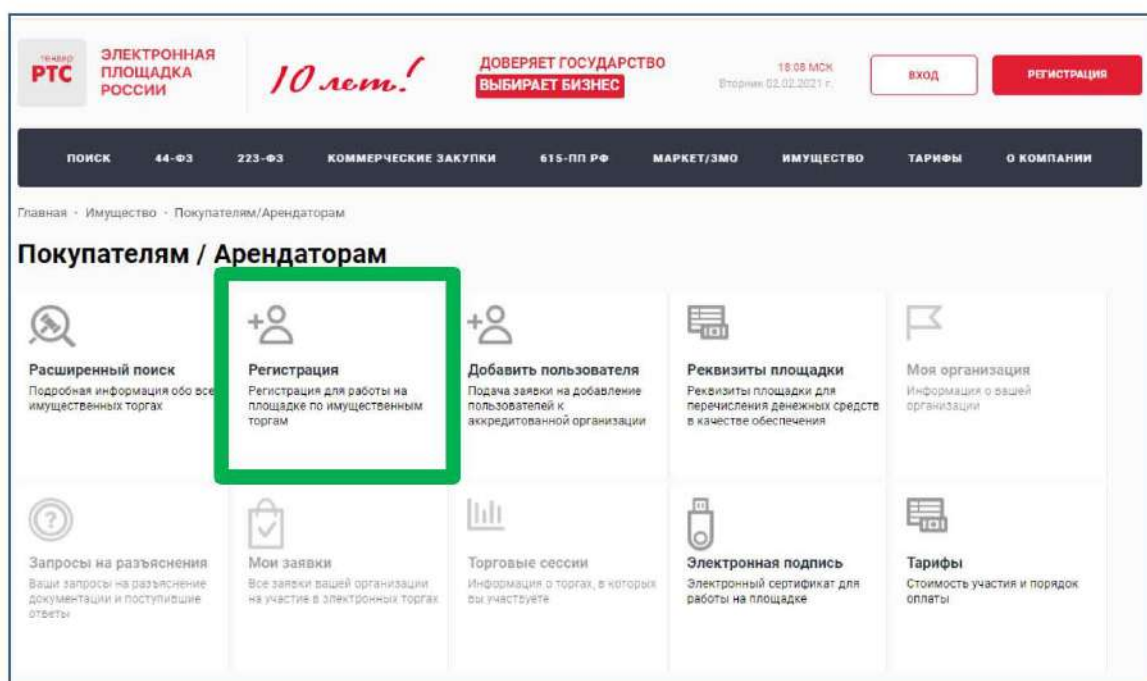 тендер
РТС
ЭЛЕКТРОННАЯ
ПЛОЩАДКА
РОССИИ
10 лет!
ДОВЕРЯЕТ ГОСУДАРСТВО
ВЫБИРАЕТ БИЗНЕС
18:08 МСК
Вторник 02.02.2021 г.
ВХОД
РЕГИСТРАЦИЯ
ПОИСК 44-ФЗ 223-ФЗ КОММЕРЧЕСКИЕ ЗАКУПКИ 615-ПП РФ МАРКЕТ/ЗМО ИМУЩЕСТВО ТАРИФЫ О КОМПАНИИ
Главная · Имущество · Покупателям/Арендаторам
Покупателям / Арендаторам
Расширенный поиск
Подробная информация обо все
имущественных торгах
Регистрация
Регистрация для работы на
площадке по имущественным
торгам
Добавить пользователя
Подача заявки на добавление
пользователей к
аккредитованной организации
Реквизиты площадки
Реквизиты площадки для
перечисления денежных средств
в качестве обеспечения
Моя организация
Информация о вашей
организации
Запросы на разъяснения
Ваши запросы на разъяснение
документации и поступившие
ответы
Мои заявки
Все заявки вашей организации
на участие в электронных торгах
Торговые сессии
Информация о торгах, в которых
вы участвуете
Электронная подпись
Электронный сертификат для
работы на площадке
Тарифы
Стоимость участия и порядок
оплаты